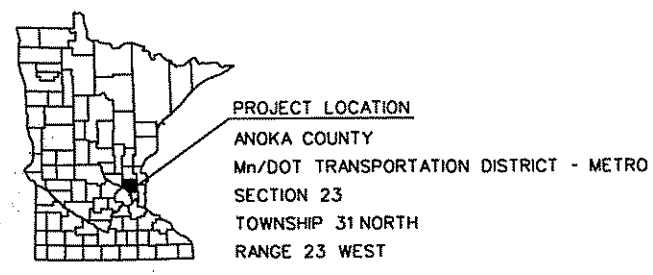 PROJECT LOCATION
ANOKA COUNTY
Mn/DOT TRANSPORTATION DISTRICT - METRO
SECTION 23
TOWNSHIP 31 NORTH
RANGE 23 WEST